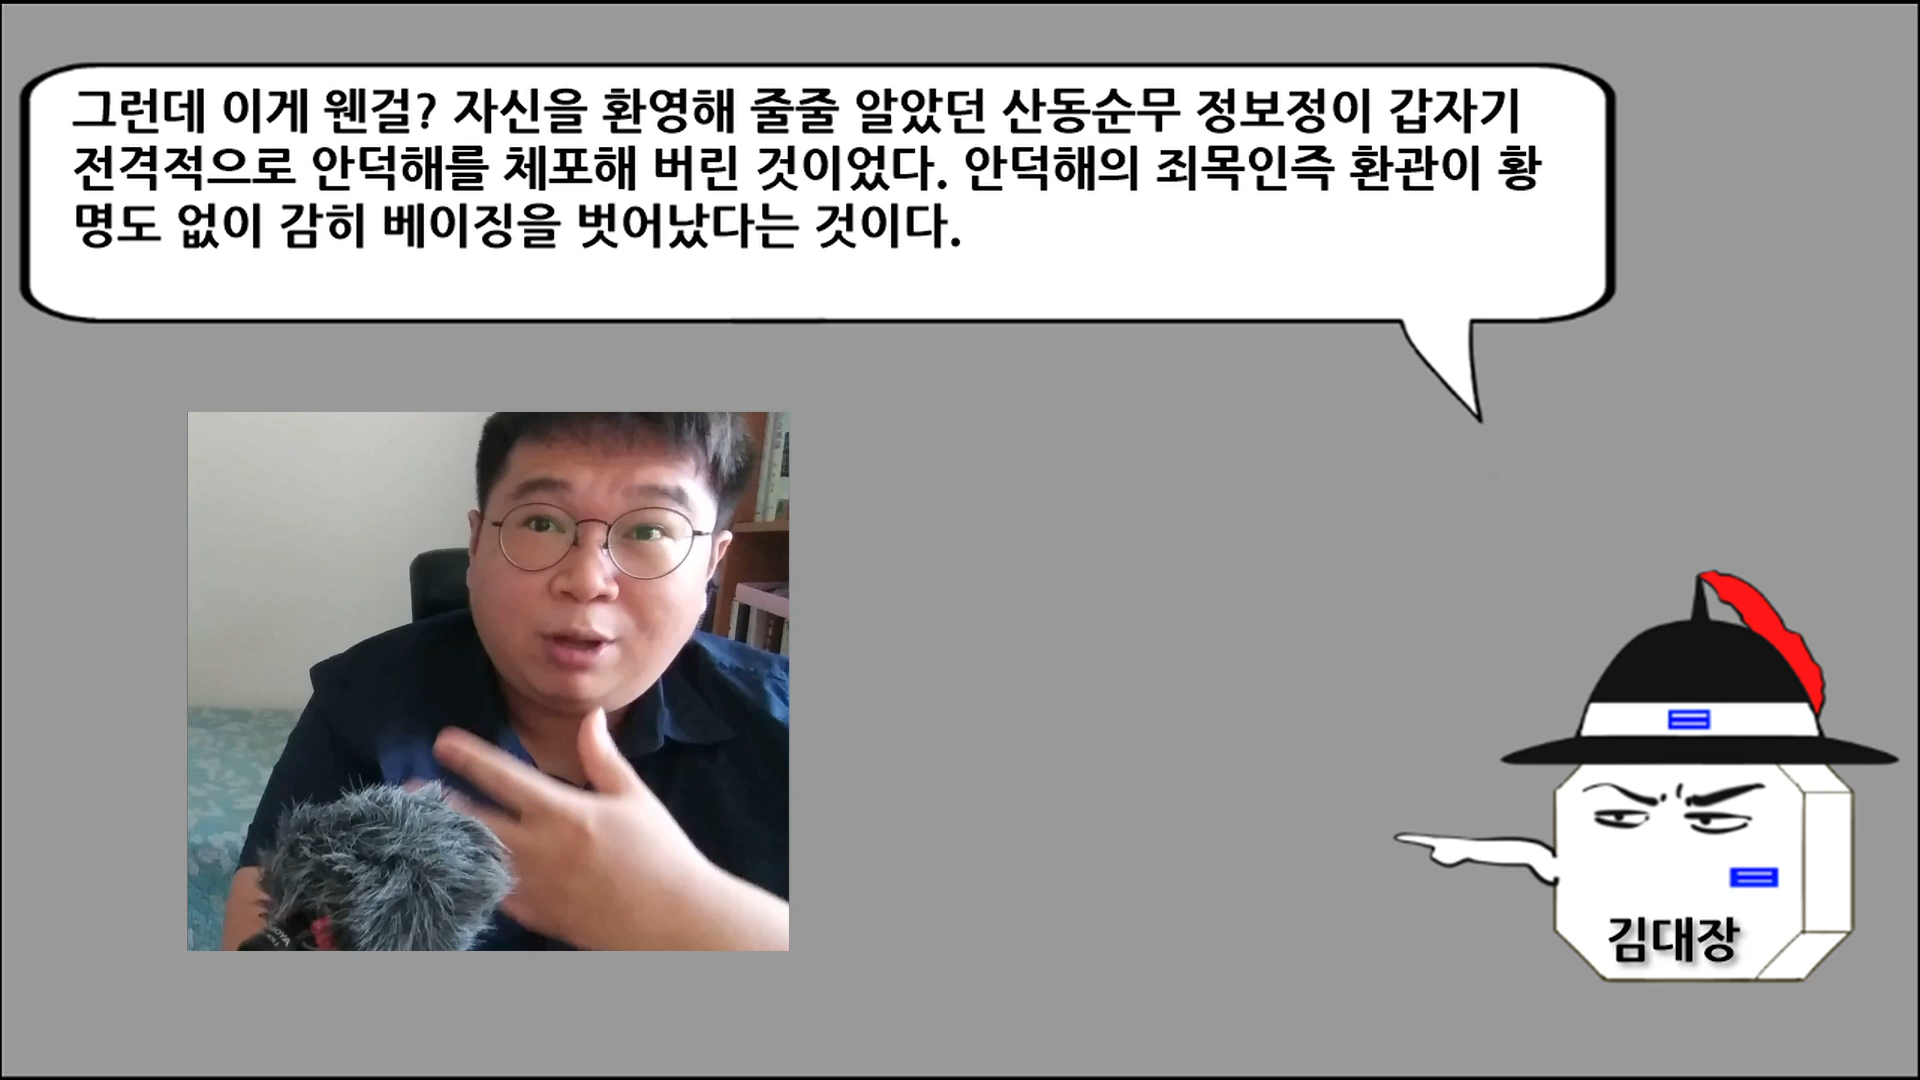 그런데 이게 웬걸? 자신을 환영해 줄줄 알았던 산동순무 정보정이 갑자기
전격적으로 안덕해를 체포해 버린 것이었다. 안덕해의 죄목인즉 환관이 황
명도 없이 감히 베이징을 벗어났다는 것이다.
김대장